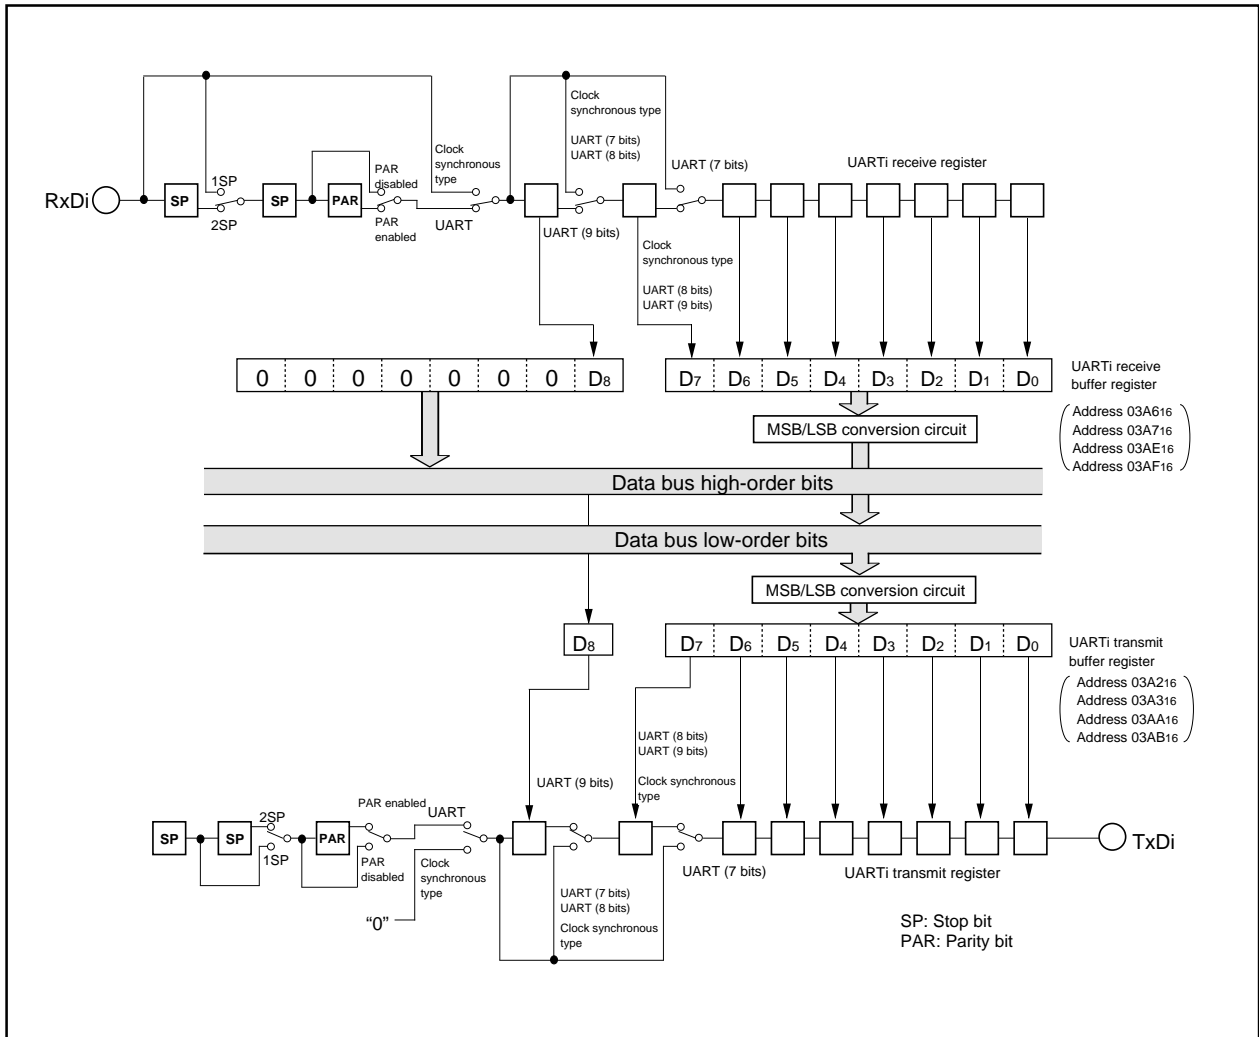 Clock
synchronous type
UART (7 bits)
UART (8 bits)
Clock
synchronous
type
PAR
disabled
UART (7 bits)
UARTi receive register
1SP
RxDi
SP
SP
PAR
2SP
PAR
enabled
UART
UART (9 bits)
Clock
synchronous type
UART (8 bits)
UART (9 bits)
0 0 0 0 0 0 0 D8
D7 D6 D5 D4 D3 D2 D1 D0
UARTi receive
buffer register
Address 03A616
Address 03A716
Address 03AE16
Address 03AF16
MSB/LSB conversion circuit
Data bus high-order bits
Data bus low-order bits
MSB/LSB conversion circuit
D8
D7 D6 D5 D4 D3 D2 D1 D0
UARTi transmit
buffer register
Address 03A216
Address 03A316
Address 03AA16
Address 03AB16
UART (8 bits)
UART (9 bits)
UART (9 bits)
Clock synchronous
type
PAR enabled
UART
2SP
SP
SP
PAR
TxDi
1SP
PAR
disabled
Clock
synchronous
type
"0"
UART (7 bits)
UARTi transmit register
UART (7 bits)
UART (8 bits)
Clock synchronous
type
SP: Stop bit
PAR: Parity bit